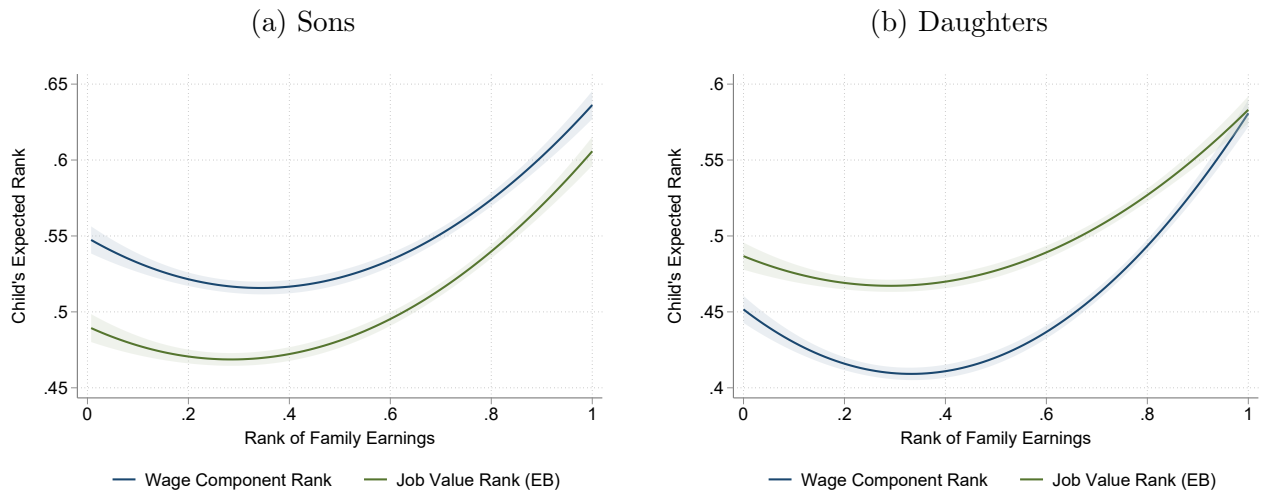 (a) Sons
Child's Expected Rank
.65
.6
.55
.5
.45
0 .2 .4 .6 .8 1
Rank of Family Earnings
Wage Component Rank Job Value Rank (EB)
(b) Daughters
Child's Expected Rank
.6
.55
.5
.45
.4
0 .2 .4 .6 .8 1
Rank of Family Earnings
Wage Component Rank Job Value Rank (EB)